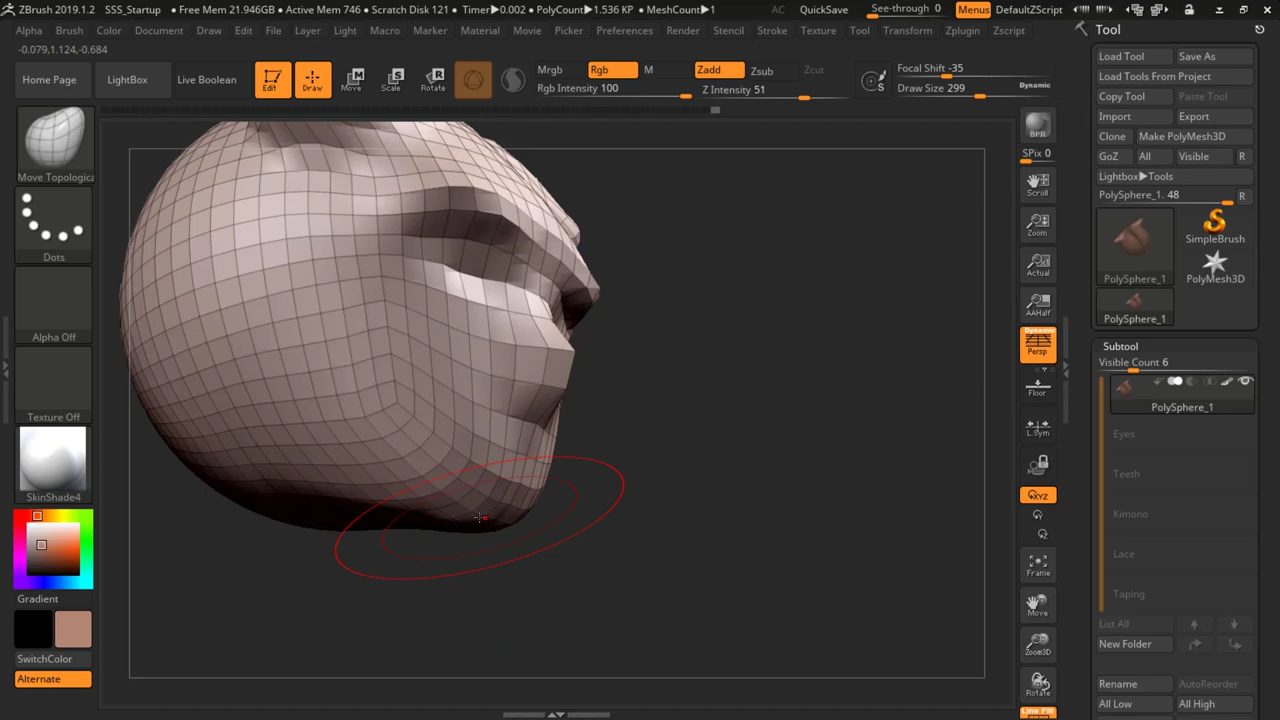 ZBrush 2019.1.2 SSS_Startup • Free Mem 21.946GB • Active Mem 746 • Scratch Disk 121 • Timer▶0.002 • PolyCount▶1.536 KP • MeshCount▶1 AC QuickSave See-through 0 Menus DefaultZScript
Alpha Brush Color Document Draw Edit File Layer Light Macro Marker Material Movie Picker Preferences Render Stencil Stroke Texture Tool Transform Zplugin Zscript
-0.079,1.124,-0.684
Home Page LightBox Live Boolean Edit Draw Move Scale Rotate
Mrgb Rgb M Zadd Zsub Zcut
Rgb Intensity 100 Z Intensity 51
Focal Shift -35
Draw Size 299 Dynamic
Move Topologica
Dots
Alpha Off
Texture Off
SkinShade4
Gradient
SwitchColor
Alternate
BPR
SPix 0
Scroll
Zoom
Actual
AAHalf
Dynamic
Persp
Floor
L.Sym
XYZ
Frame
Move
Zoom3D
Rotate
Line Fill
Tool
Load Tool Save As
Load Tools From Project
Copy Tool Paste Tool
Import Export
Clone Make PolyMesh3D
GoZ All Visible R
Lightbox▶Tools
PolySphere_1. 48 R
PolySphere_1 SimpleBrush
PolyMesh3D
PolySphere_1
Subtool
Visible Count 6
PolySphere_1
Eyes
Teeth
Kimono
Lace
Taping
List All
New Folder
Rename AutoReorder
All Low All High